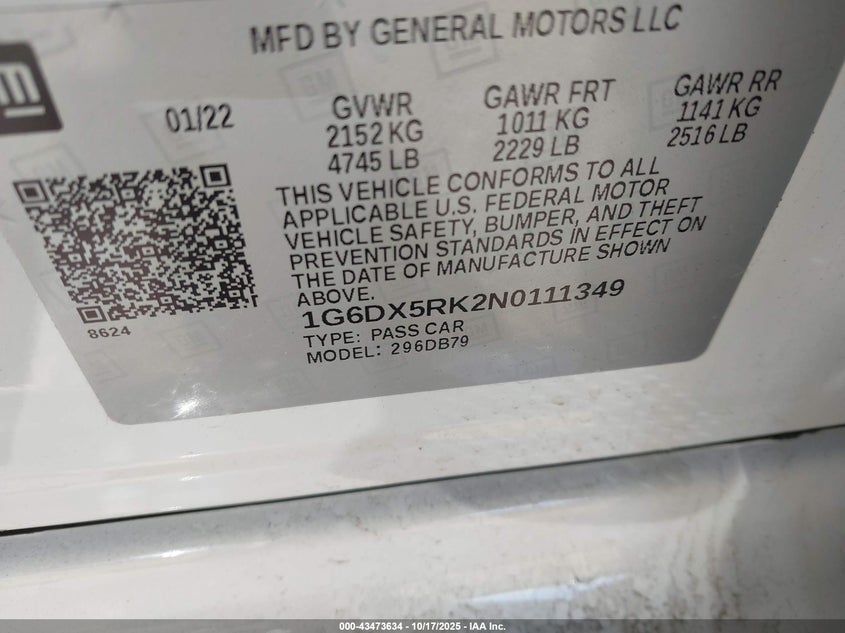 MFD BY GENERAL MOTORS LLC
GM
01/22
GVWR
2152 KG
4745 LB
GAWR FRT
1011 KG
2229 LB
GAWR RR
1141 KG
2516 LB
THIS VEHICLE CONFORMS TO ALL
APPLICABLE U.S. FEDERAL MOTOR
VEHICLE SAFETY, BUMPER, AND THEFT
PREVENTION STANDARDS IN EFFECT ON
THE DATE OF MANUFACTURE SHOWN
ABOVE.
8624
1G6DX5RK2N0111349
TYPE: PASS CAR
MODEL: 296DB79
000-43473634 - 10/17/2025 - IAA Inc.